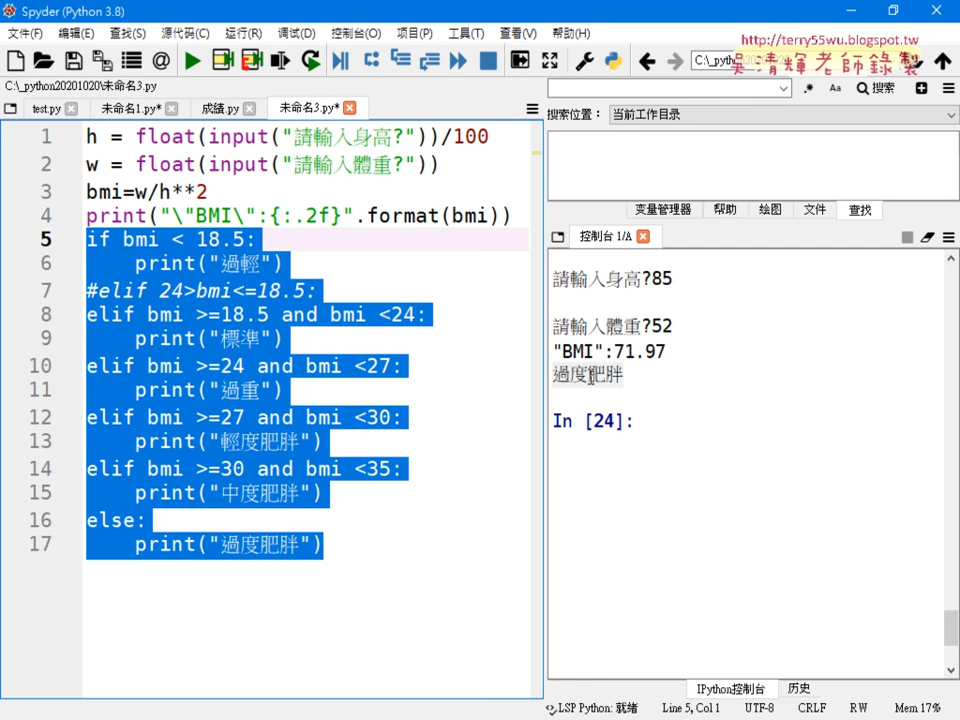 Spyder (Python 3.8)
文件(F) 编辑(E) 查找(S) 源代码(C) 运行(R) 调试(D) 控制台(O) 项目(P) 工具(T) 查看(V) 帮助(H)
http://terry55wu.blogspot.tw
吳清輝老師錄製
C:\_pyth
C:\_python20201020\未命名3.py
Aa 搜索
test.py 未命名1.py* 成績.py 未命名3.py*
搜索位置： 当前工作目录
1 h = float(input("請輸入身高?"))/100
2 w = float(input("請輸入體重?"))
3 bmi=w/h**2
4 print("\"BMI\":{:.2f}".format(bmi))
5 if bmi < 18.5:
6     print("過輕")
7 #elif 24>bmi<=18.5:
8 elif bmi >=18.5 and bmi <24:
9     print("標準")
10 elif bmi >=24 and bmi <27:
11     print("過重")
12 elif bmi >=27 and bmi <30:
13     print("輕度肥胖")
14 elif bmi >=30 and bmi <35:
15     print("中度肥胖")
16 else:
17     print("過度肥胖")
变量管理器 帮助 绘图 文件 查找
控制台 1/A
請輸入身高?85
請輸入體重?52
"BMI":71.97
過度肥胖
In [24]:
IPython控制台 历史
LSP Python: 就绪 Line 5, Col 1 UTF-8 CRLF RW Mem 17%